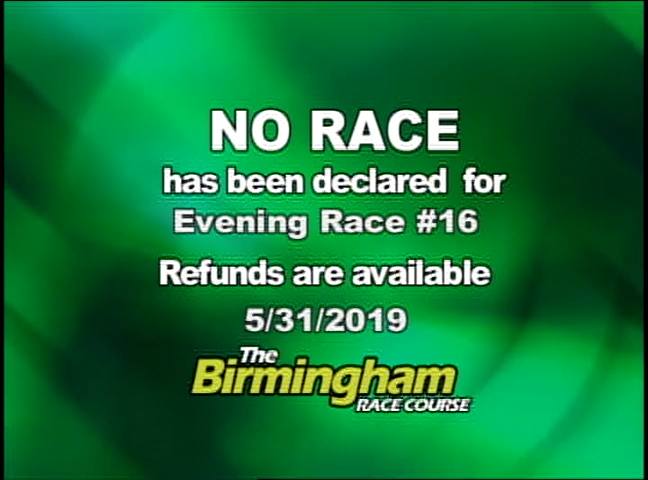 NO RACE
has been declared for
Evening Race #16
Refunds are available
5/31/2019
The
Birmingham
RACE COURSE